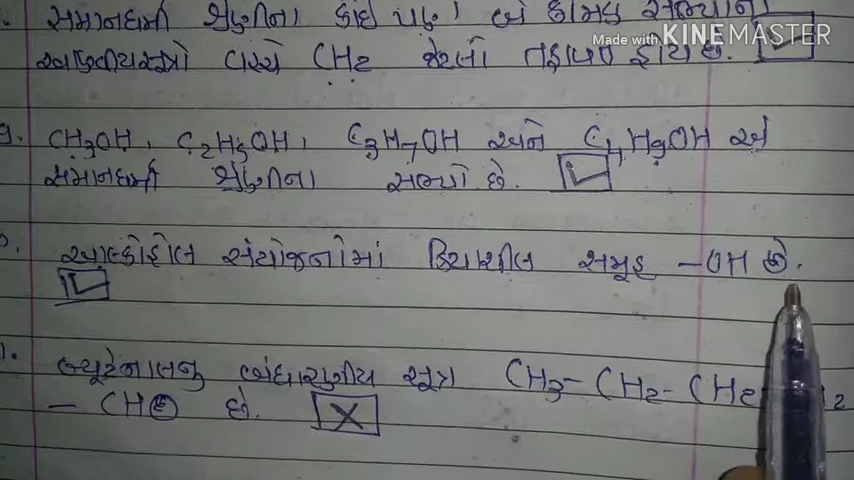 સમાનધર્મી શ્રેણીના કોઈ પણ બે ક્રમિક સભ્યોના
Made with KINEMASTER
આણ્વીયસૂત્રો વચ્ચે CH2 જેટલો તફાવત હોય છે.
9. CH3OH, C2H5OH, C3H7OH અને C4H9OH એ
સમાનધર્મી શ્રેણીના સભ્યો છે.
આલ્કોહોલ સંયોજનોમાં ક્રિયાશીલ સમૂહ -OH છે.
બ્યૂટેનાલનુ બંધારણીય સૂત્ર CH3- CH2- CH2
- CHO છે.